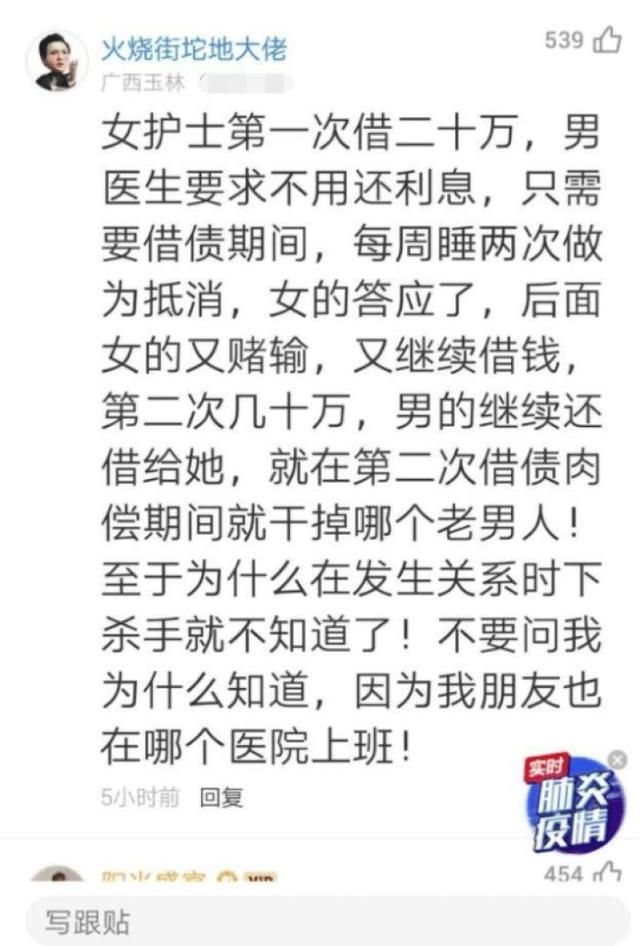 火烧街坨地大佬
539
广西玉林
女护士第一次借二十万，男
医生要求不用还利息，只需
要借债期间，每周睡两次做
为抵消，女的答应了，后面
女的又赌输，又继续借钱，
第二次几十万，男的继续还
借给她，就在第二次借债肉
偿期间就干掉哪个老男人！
至于为什么在发生关系时下
杀手就不知道了！不要问我
为什么知道，因为我朋友也
在哪个医院上班！
5小时前 回复
实时
肺炎
疫情
454
写跟贴